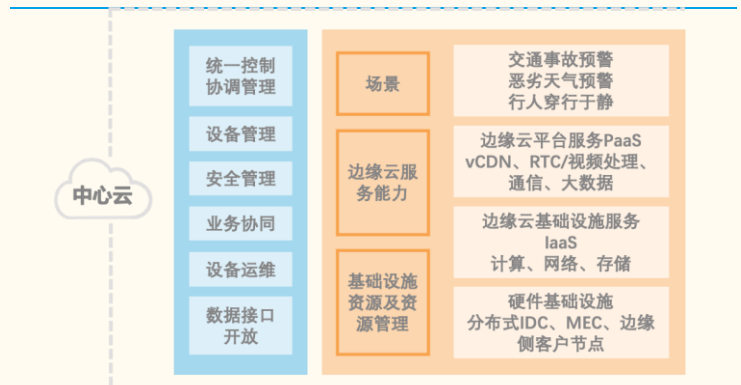 中心云
统一控制
协调管理
设备管理
安全管理
业务协同
设备运维
数据接口
开放
场景
交通事故预警
恶劣天气预警
行人穿行于静
边缘云服
务能力
边缘云平台服务PaaS
vCDN、RTC/视频处理、
通信、大数据
边缘云基础设施服务
IaaS
计算、网络、存储
基础设施
资源及资
源管理
硬件基础设施
分布式IDC、MEC、边缘
侧客户节点